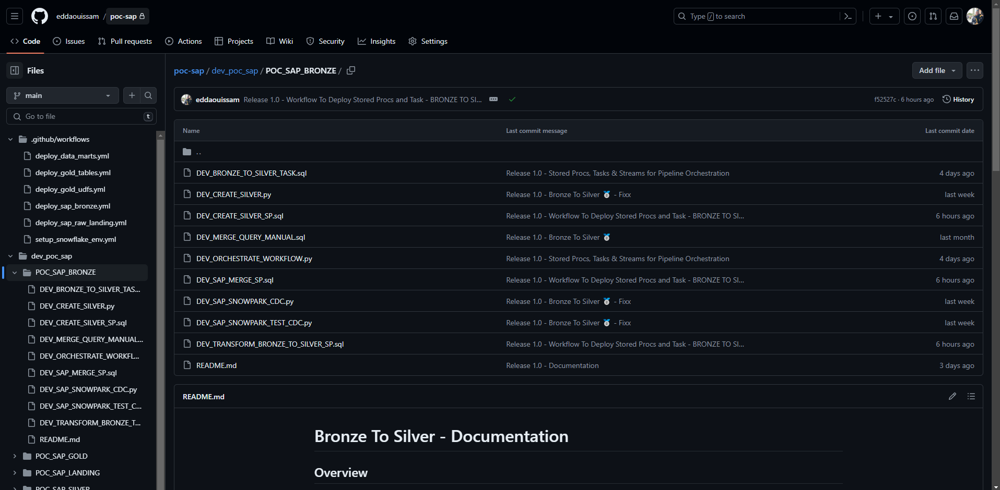 eddaouissam / poc-sap
Type / to search
Code Issues Pull requests Actions Projects Wiki Security Insights Settings
Files
main
Go to file t
.github/workflows
deploy_data_marts.yml
deploy_gold_tables.yml
deploy_gold_udfs.yml
deploy_sap_bronze.yml
deploy_sap_raw_landing.yml
setup_snowflake_env.yml
dev_poc_sap
POC_SAP_BRONZE
DEV_BRONZE_TO_SILVER_TAS...
DEV_CREATE_SILVER.py
DEV_CREATE_SILVER_SP.sql
DEV_MERGE_QUERY_MANUAL...
DEV_ORCHESTRATE_WORKFL...
DEV_SAP_MERGE_SP.sql
DEV_SAP_SNOWPARK_CDC.py
DEV_SAP_SNOWPARK_TEST_C...
DEV_TRANSFORM_BRONZE_T...
README.md
POC_SAP_GOLD
POC_SAP_LANDING
POC_SAP_SILVER
poc-sap / dev_poc_sap / POC_SAP_BRONZE /
Add file
eddaouissam Release 1.0 - Workflow To Deploy Stored Procs and Task - BRONZE TO SI... f52527c · 6 hours ago History
Name Last commit message Last commit date
..
DEV_BRONZE_TO_SILVER_TASK.sql Release 1.0 - Stored Procs, Tasks & Streams for Pipeline Orchestration 4 days ago
DEV_CREATE_SILVER.py Release 1.0 - Bronze To Silver 🥈 - Fixx last week
DEV_CREATE_SILVER_SP.sql Release 1.0 - Workflow To Deploy Stored Procs and Task - BRONZE TO SI... 6 hours ago
DEV_MERGE_QUERY_MANUAL.sql Release 1.0 - Bronze To Silver 🥈 last month
DEV_ORCHESTRATE_WORKFLOW.py Release 1.0 - Stored Procs, Tasks & Streams for Pipeline Orchestration 4 days ago
DEV_SAP_MERGE_SP.sql Release 1.0 - Workflow To Deploy Stored Procs and Task - BRONZE TO SI... 6 hours ago
DEV_SAP_SNOWPARK_CDC.py Release 1.0 - Bronze To Silver 🥈 - Fixx last week
DEV_SAP_SNOWPARK_TEST_CDC.py Release 1.0 - Bronze To Silver 🥈 - Fixx last week
DEV_TRANSFORM_BRONZE_TO_SILVER_SP.sql Release 1.0 - Workflow To Deploy Stored Procs and Task - BRONZE TO SI... 6 hours ago
README.md Release 1.0 - Documentation 3 days ago
README.md
Bronze To Silver - Documentation
Overview